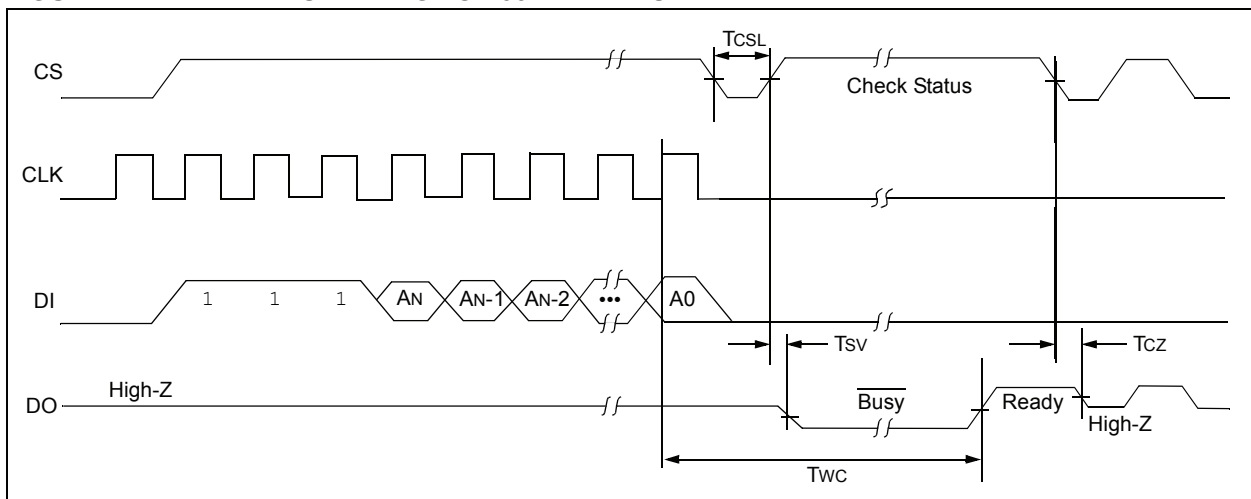 TCSL
CS
Check Status
CLK
DI
1 1 1 AN AN-1 AN-2 ••• A0
TSV
TCZ
High-Z
DO
Busy
Ready
High-Z
TWC